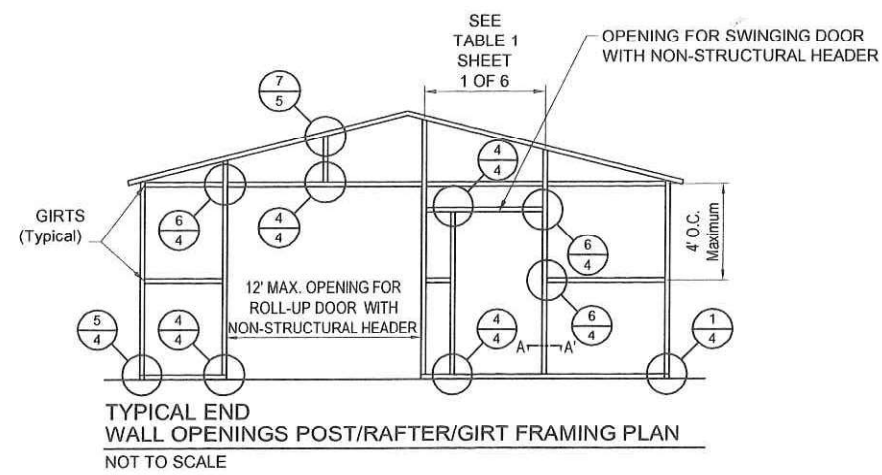 SEE
TABLE 1
SHEET
1 OF 6
OPENING FOR SWINGING DOOR
WITH NON-STRUCTURAL HEADER
7
5
4
4
GIRTS
(Typical)
6
4
4
4
6
4
4' O.C.
Maximum
12' MAX. OPENING FOR
ROLL-UP DOOR WITH
NON-STRUCTURAL HEADER
5
4
4
4
4
4
A
A'
6
4
1
4
TYPICAL END
WALL OPENINGS POST/RAFTER/GIRT FRAMING PLAN
NOT TO SCALE